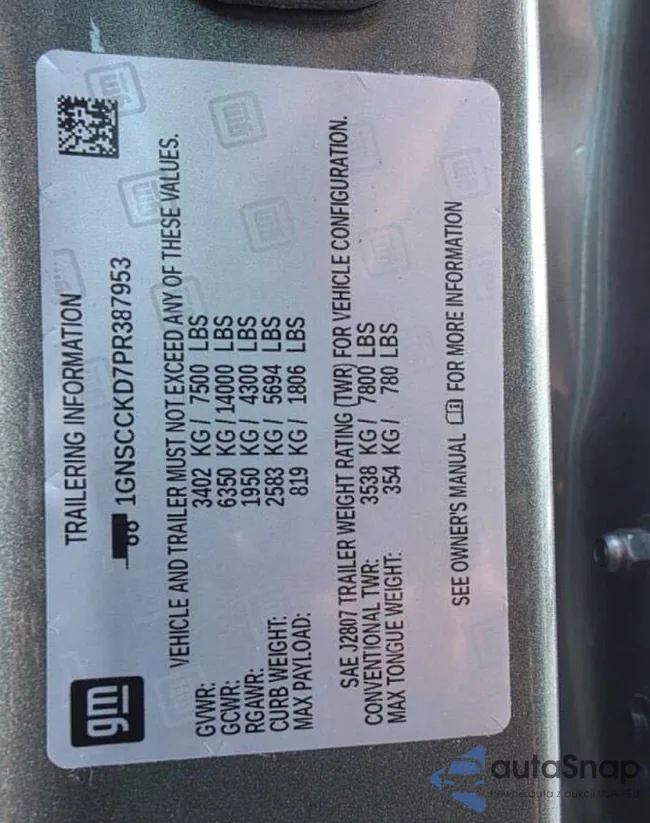 gm
TRAILERING INFORMATION
1GNSCCKD7PR387953
VEHICLE AND TRAILER MUST NOT EXCEED ANY OF THESE VALUES.
GVWR: 3402 KG/ 7500 LBS
GCWR: 6350 KG/14000 LBS
RGAWR: 1950 KG/ 4300 LBS
CURB WEIGHT: 2583 KG/ 5694 LBS
MAX PAYLOAD: 819 KG/ 1806 LBS
SAE J2807 TRAILER WEIGHT RATING (TWR) FOR VEHICLE CONFIGURATION.
CONVENTIONAL TWR: 3538 KG/ 7800 LBS
MAX TONGUE WEIGHT: 354 KG/ 780 LBS
SEE OWNER'S MANUAL FOR MORE INFORMATION
autoSnap